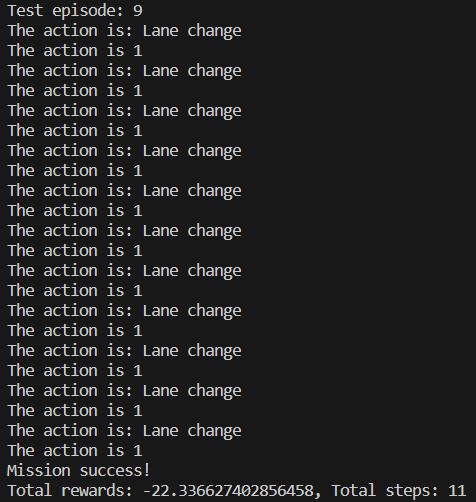 Test episode: 9
The action is: Lane change
The action is 1
The action is: Lane change
The action is 1
The action is: Lane change
The action is 1
The action is: Lane change
The action is 1
The action is: Lane change
The action is 1
The action is: Lane change
The action is 1
The action is: Lane change
The action is 1
The action is: Lane change
The action is 1
The action is: Lane change
The action is 1
The action is: Lane change
The action is 1
The action is: Lane change
The action is 1
Mission success!
Total rewards: -22.336627402856458, Total steps: 11